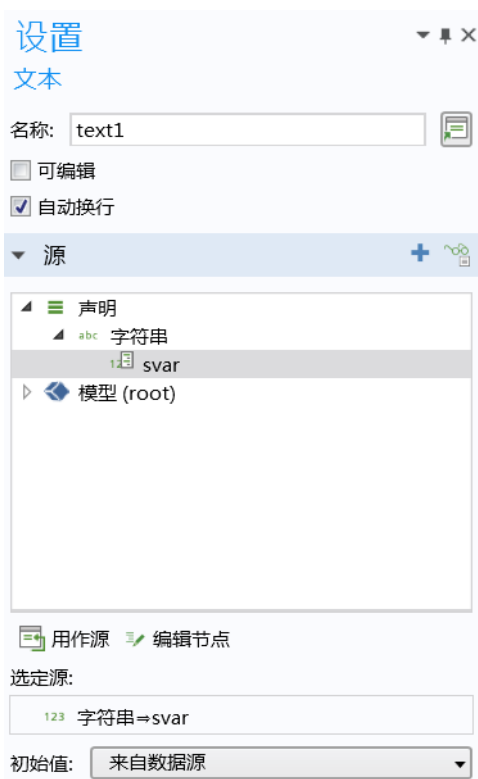 设置
文本
名称: text1
可编辑
自动换行
源
声明
abc 字符串
svar
模型 (root)
用作源 编辑节点
选定源:
123 字符串⇒svar
初始值: 来自数据源